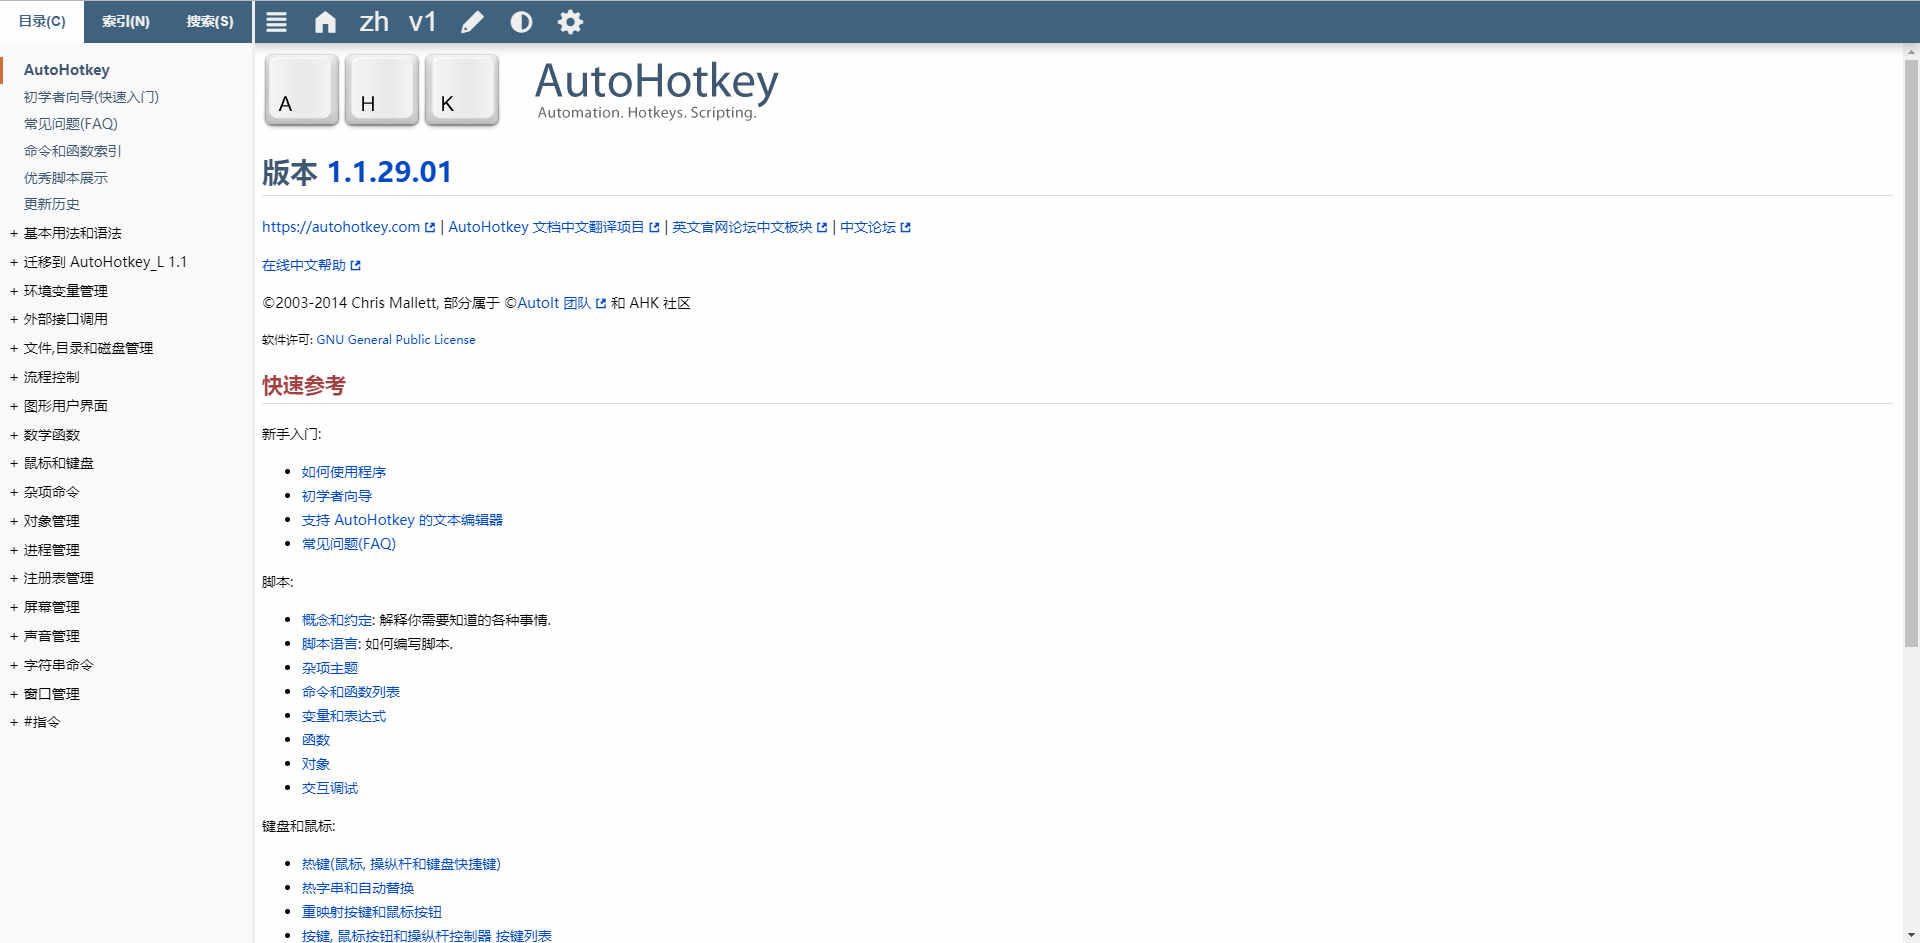 目录(C) 索引(N) 搜索(S) zh v1
AutoHotkey
初学者向导(快速入门)
常见问题(FAQ)
命令和函数索引
优秀脚本展示
更新历史
+ 基本用法和语法
+ 迁移到 AutoHotkey_L 1.1
+ 环境变量管理
+ 外部接口调用
+ 文件,目录和磁盘管理
+ 流程控制
+ 图形用户界面
+ 数学函数
+ 鼠标和键盘
+ 杂项命令
+ 对象管理
+ 进程管理
+ 注册表管理
+ 屏幕管理
+ 声音管理
+ 字符串命令
+ 窗口管理
+ #指令
A H K
AutoHotkey
Automation. Hotkeys. Scripting.
版本 1.1.29.01
https://autohotkey.com | AutoHotkey 文档中文翻译项目 | 英文官网论坛中文板块 | 中文论坛
在线中文帮助
©2003-2014 Chris Mallett, 部分属于 ©AutoIt 团队 和 AHK 社区
软件许可: GNU General Public License
快速参考
新手入门:
• 如何使用程序
• 初学者向导
• 支持 AutoHotkey 的文本编辑器
• 常见问题(FAQ)
脚本:
• 概念和约定: 解释你需要知道的各种事情.
• 脚本语言: 如何编写脚本.
• 杂项主题
• 命令和函数列表
• 变量和表达式
• 函数
• 对象
• 交互调试
键盘和鼠标:
• 热键(鼠标, 操纵杆和键盘快捷键)
• 热字串和自动替换
• 重映射按键和鼠标按钮
• 按键, 鼠标按钮和操纵杆控制器 按键列表